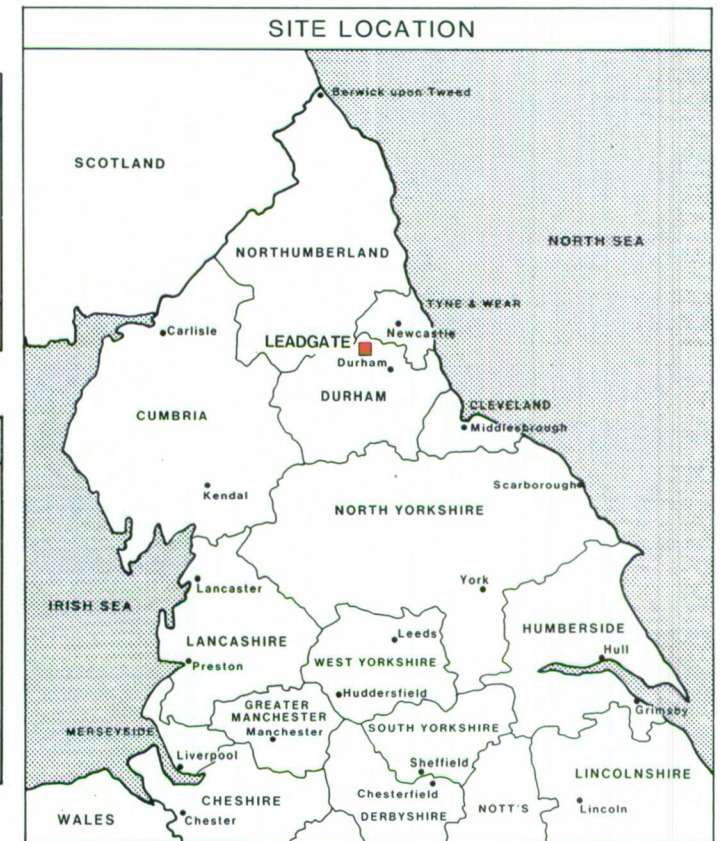 SITE LOCATION
Berwick upon Tweed
SCOTLAND
NORTH SEA
NORTHUMBERLAND
TYNE & WEAR
Carlisle
Newcastle
LEADGATE
Durham
DURHAM
CUMBRIA
CLEVELAND
Middlesbrough
Kendal
Scarborough
NORTH YORKSHIRE
York
Lancaster
IRISH SEA
HUMBERSIDE
Leeds
LANCASHIRE
Hull
WEST YORKSHIRE
Preston
Huddersfield
GREATER
MANCHESTER
Grimsby
SOUTH YORKSHIRE
MERSEYSIDE
Manchester
Liverpool
Sheffield
LINCOLNSHIRE
Chesterfield
CHESHIRE
NOTT'S
Lincoln
DERBYSHIRE
WALES
Chester